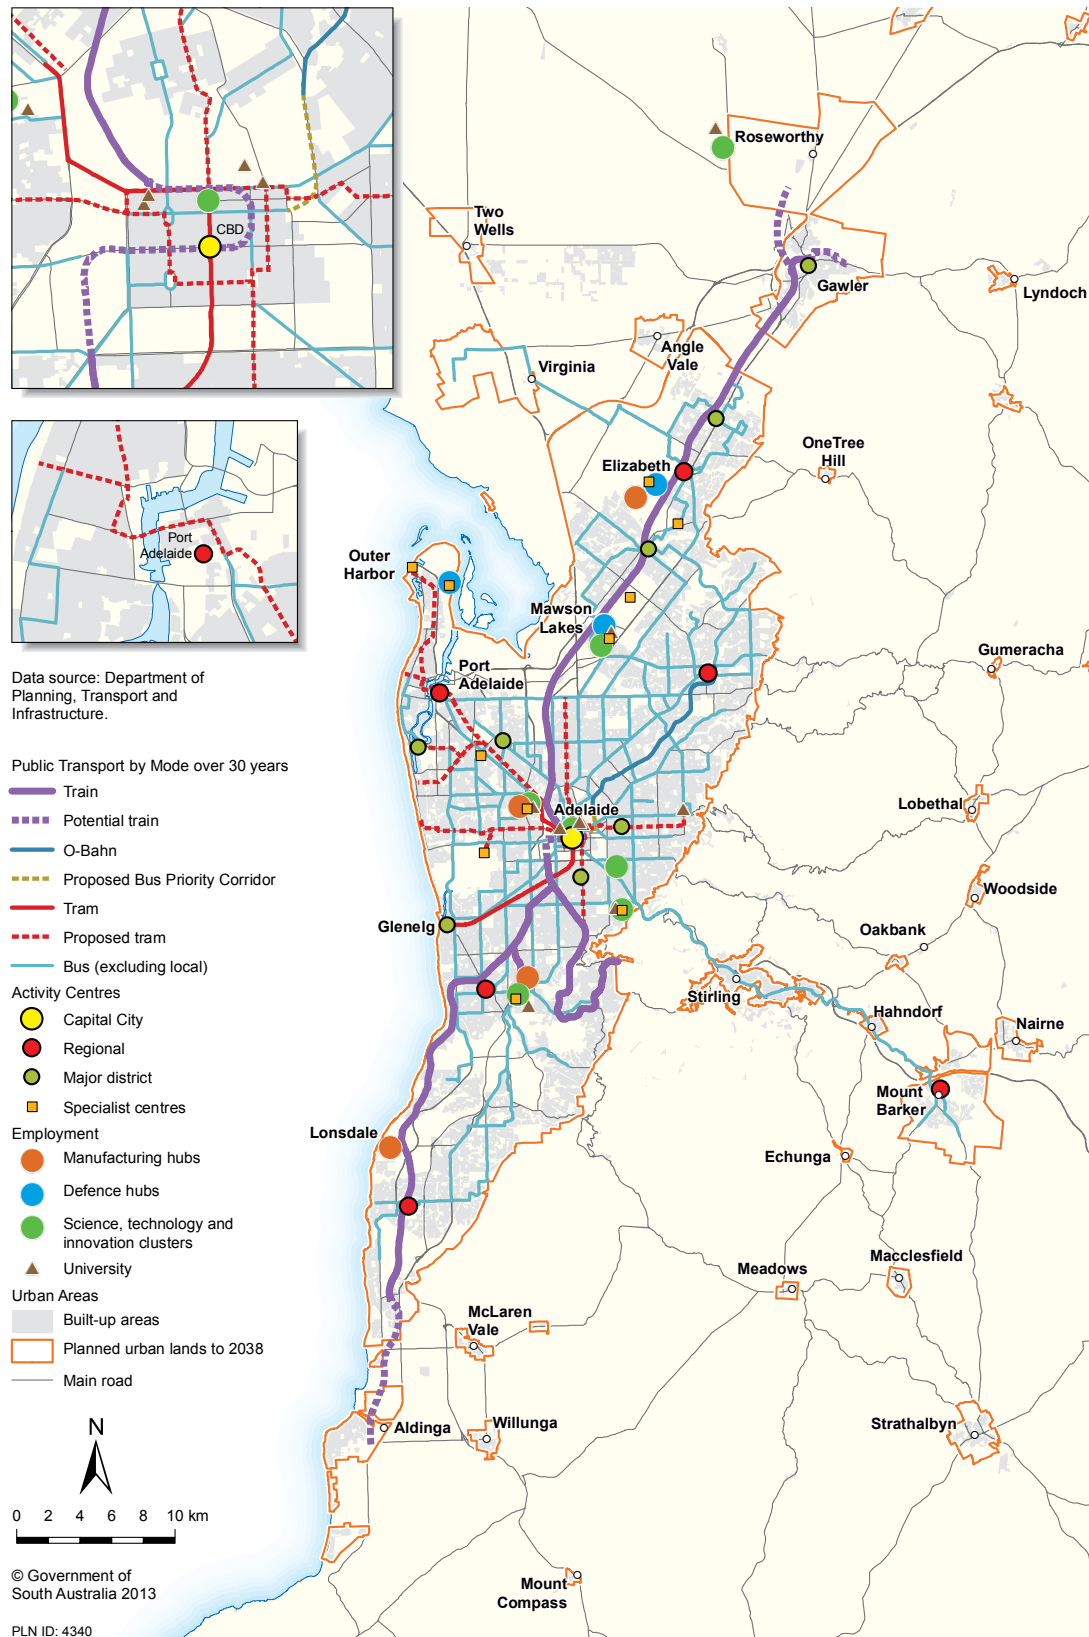 CBD
Port
Adelaide
Data source: Department of
Planning, Transport and
Infrastructure.
Public Transport by Mode over 30 years
Train
Potential train
O-Bahn
Proposed Bus Priority Corridor
Tram
Proposed tram
Bus (excluding local)
Activity Centres
Capital City
Regional
Major district
Specialist centres
Employment
Manufacturing hubs
Defence hubs
Science, technology and
innovation clusters
University
Urban Areas
Built-up areas
Planned urban lands to 2038
Main road
N
0 2 4 6 8 10 km
© Government of
South Australia 2013
PLN ID: 4340
Roseworthy
Two
Wells
Gawler
Lyndoch
Angle
Vale
Virginia
OneTree
Hill
Elizabeth
Outer
Harbor
Mawson
Lakes
Gumeracha
Port
Adelaide
Lobethal
Adelaide
Woodside
Glenelg
Oakbank
Stirling
Hahndorf
Nairne
Mount
Barker
Lonsdale
Echunga
Macclesfield
Meadows
McLaren
Vale
Aldinga
Willunga
Strathalbyn
Mount
Compass